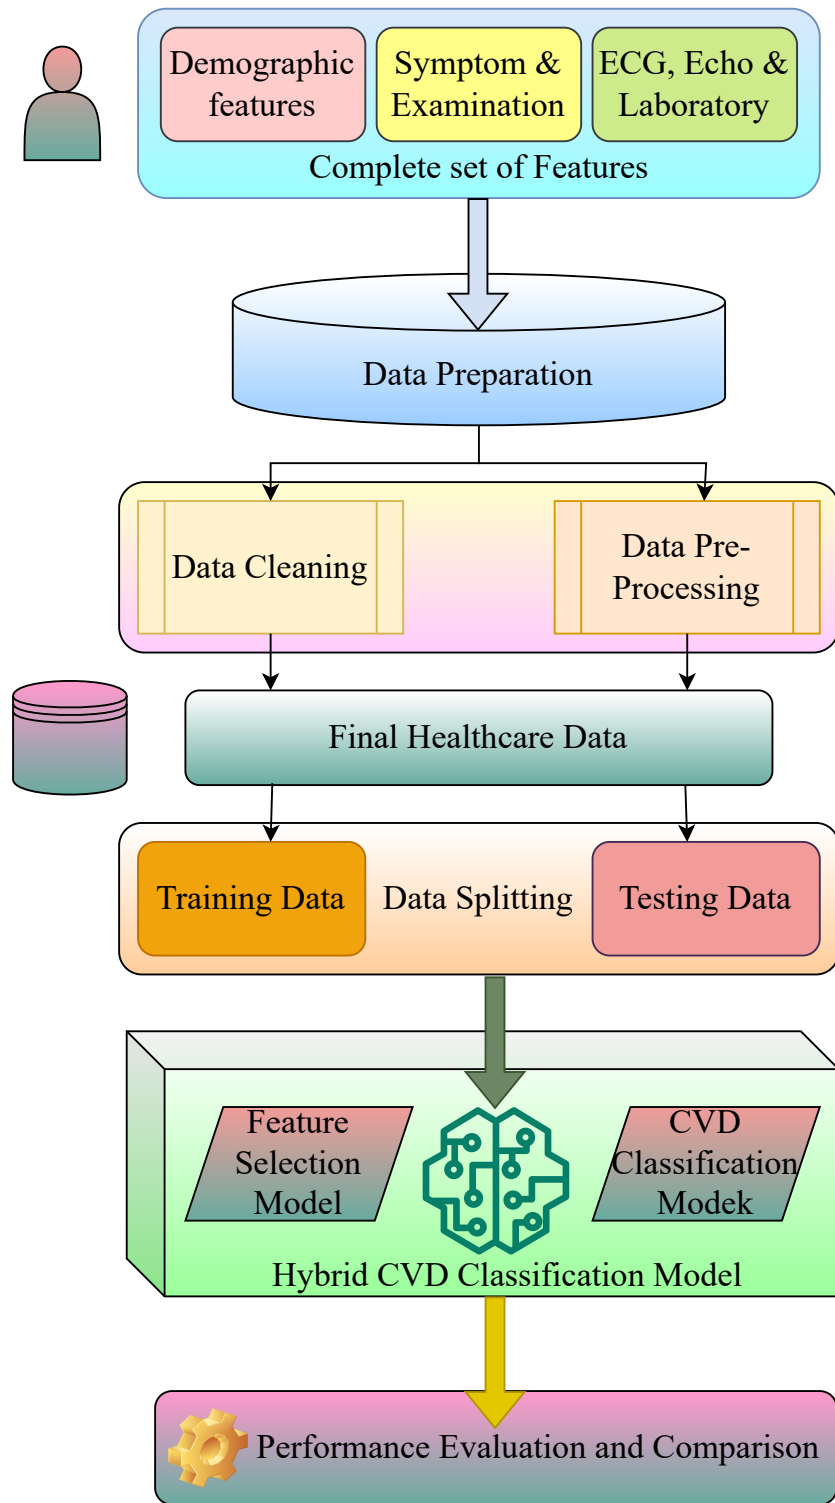 Demographic
features
Symptom &
Examination
ECG, Echo &
Laboratory
Complete set of Features
Data Preparation
Data Cleaning
Data Pre-
Processing
Final Healthcare Data
Training Data
Data Splitting
Testing Data
Feature
Selection
Model
CVD
Classification
Modek
Hybrid CVD Classification Model
Performance Evaluation and Comparison